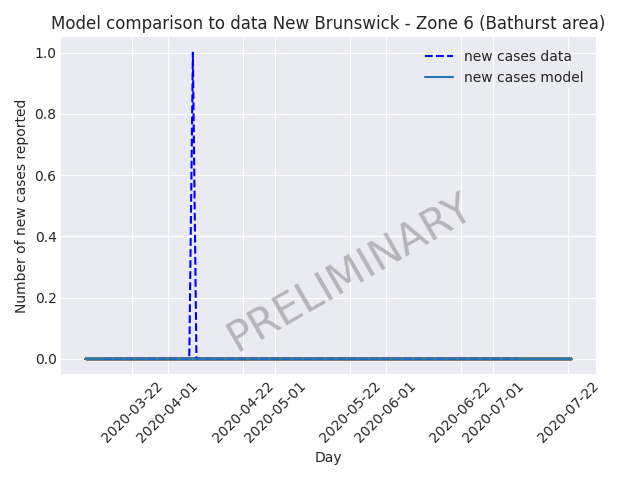 Model comparison to data New Brunswick - Zone 6 (Bathurst area)
new cases data
new cases model
Number of new cases reported
1.0
0.8
0.6
0.4
0.2
0.0
PRELIMINARY
2020-03-22
2020-04-01
2020-04-22
2020-05-01
2020-05-22
2020-06-01
2020-06-22
2020-07-01
2020-07-22
Day